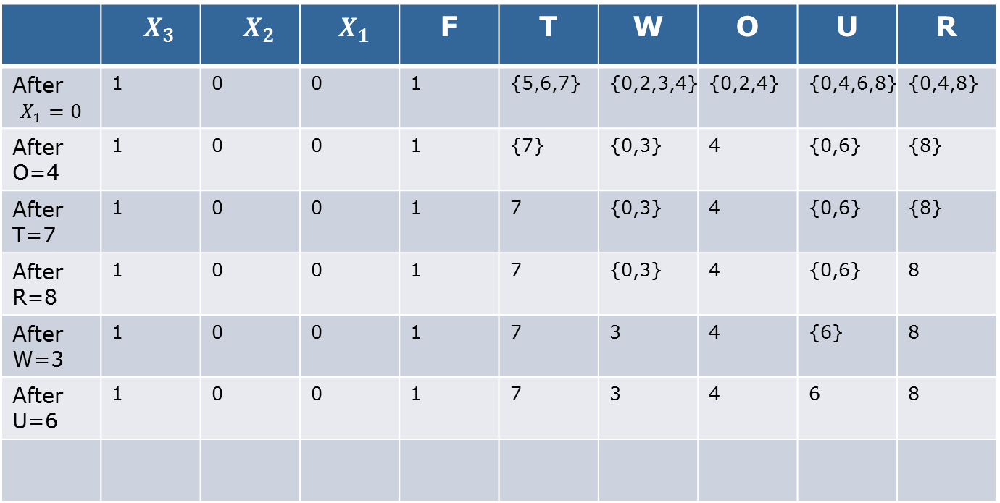 X₃ X₂ X₁ F T W O U R
After 1 0 0 1 {5,6,7} {0,2,3,4} {0,2,4} {0,4,6,8} {0,4,8}
X₁ = 0
After 1 0 0 1 {7} {0,3} 4 {0,6} {8}
O=4
After 1 0 0 1 7 {0,3} 4 {0,6} {8}
T=7
After 1 0 0 1 7 {0,3} 4 {0,6} 8
R=8
After 1 0 0 1 7 3 4 {6} 8
W=3
After 1 0 0 1 7 3 4 6 8
U=6